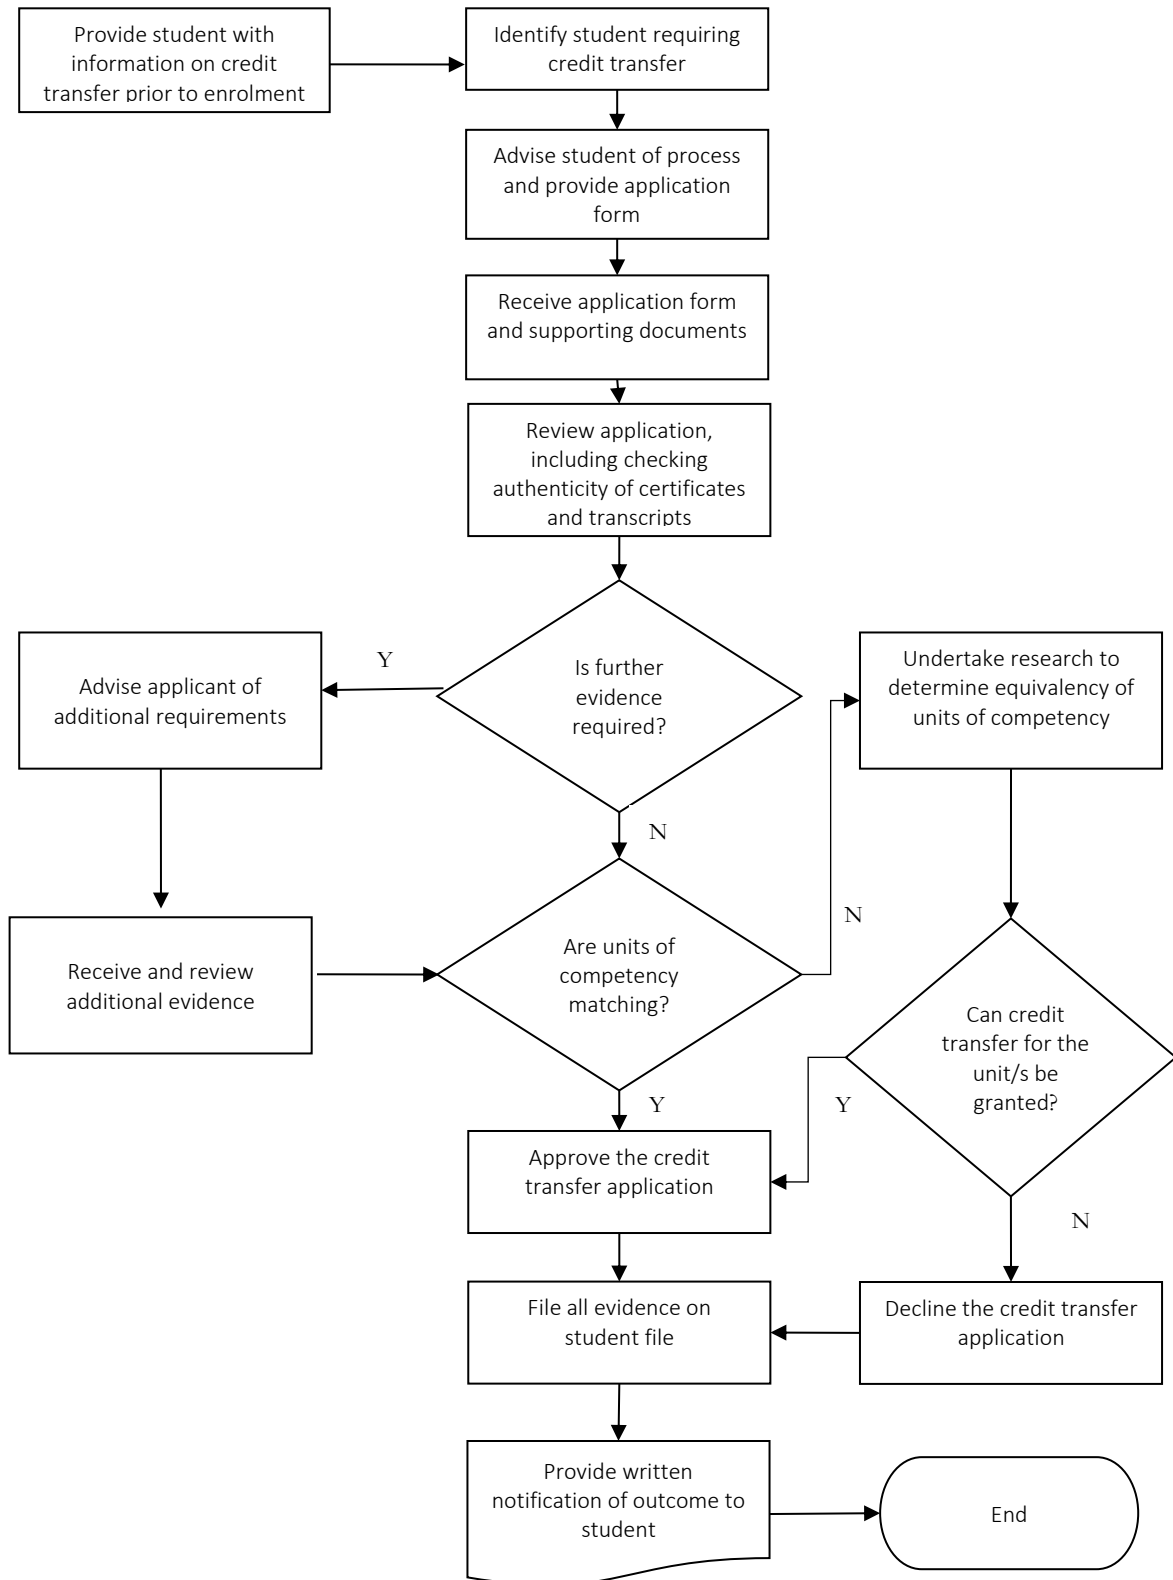 Provide student with
information on credit
transfer prior to enrolment
Identify student requiring
credit transfer
Advise student of process
and provide application
form
Receive application form
and supporting documents
Review application,
including checking
authenticity of certificates
and transcripts
Is further
evidence
required?
Y
Advise applicant of
additional requirements
Undertake research to
determine equivalency of
units of competency
N
Receive and review
additional evidence
Are units of
competency
matching?
N
Can credit
transfer for the
unit/s be
granted?
Y
Y
Approve the credit
transfer application
N
File all evidence on
student file
Decline the credit transfer
application
Provide written
notification of outcome to
student
End